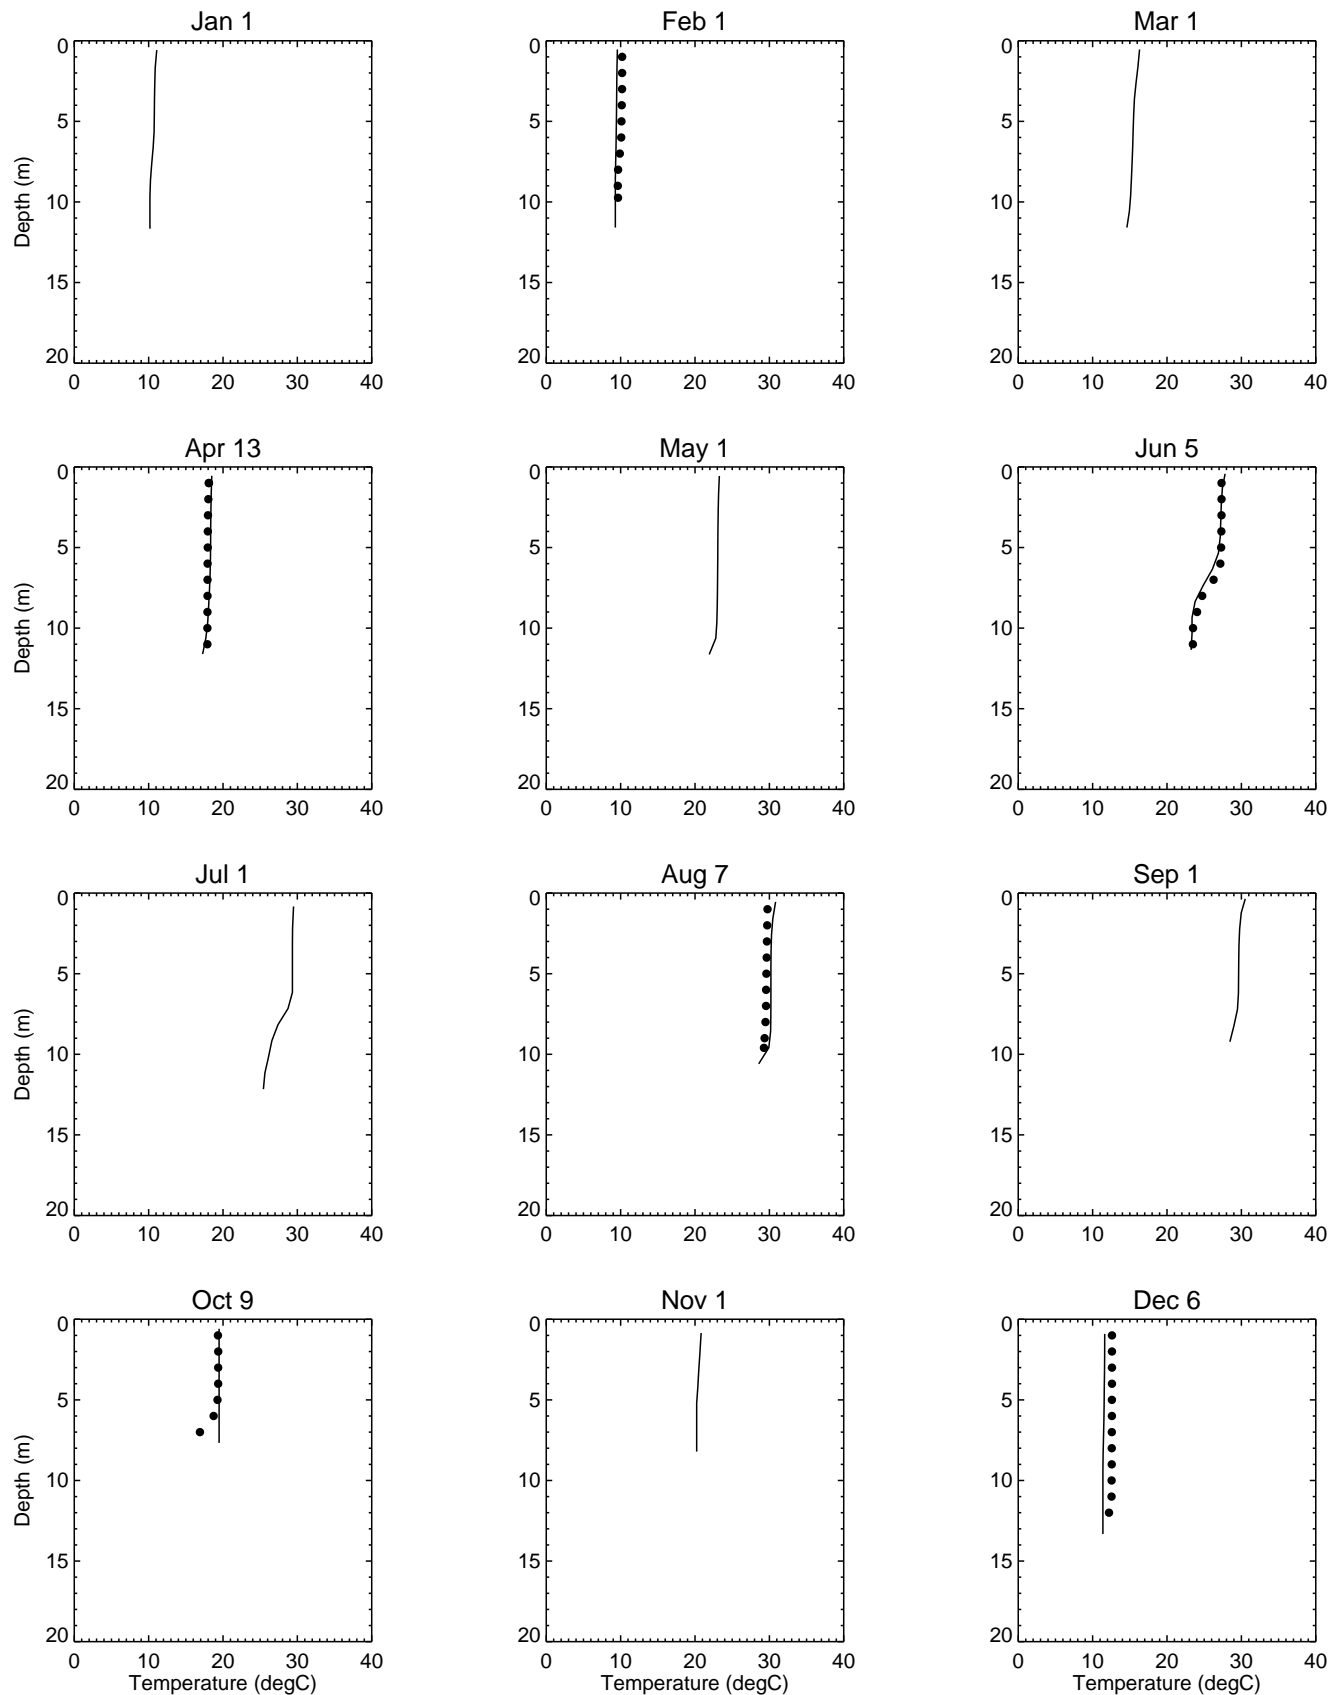 Jan 1 Feb 1 Mar 1
0 0 0
5 5 5
10 10 10
15 15 15
20 20 20
Depth (m)
0 10 20 30 40 0 10 20 30 40 0 10 20 30 40
Apr 13 May 1 Jun 5
0 0 0
5 5 5
10 10 10
15 15 15
20 20 20
Depth (m)
0 10 20 30 40 0 10 20 30 40 0 10 20 30 40
Jul 1 Aug 7 Sep 1
0 0 0
5 5 5
10 10 10
15 15 15
20 20 20
Depth (m)
0 10 20 30 40 0 10 20 30 40 0 10 20 30 40
Oct 9 Nov 1 Dec 6
0 0 0
5 5 5
10 10 10
15 15 15
20 20 20
Depth (m)
0 10 20 30 40 0 10 20 30 40 0 10 20 30 40
Temperature (degC) Temperature (degC) Temperature (degC)